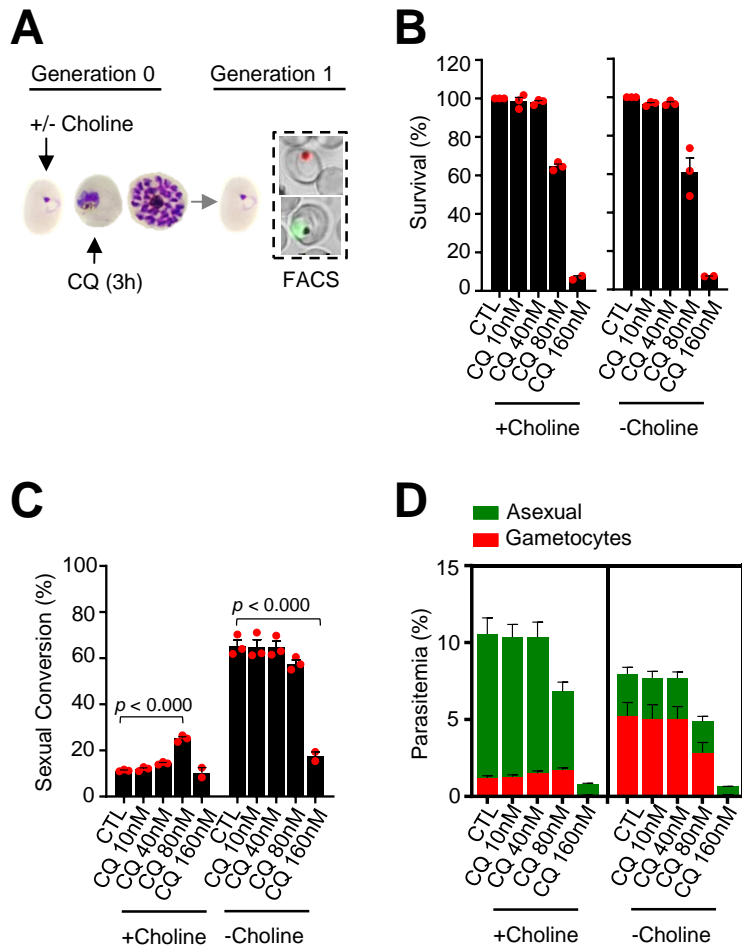 A
Generation 0
Generation 1
+/- Choline
CQ (3h)
FACS
B
Survival (%)
120
100
80
60
40
20
0
CTL
CQ 10nM
CQ 40nM
CQ 80nM
CQ 160nM
CTL
CQ 10nM
CQ 40nM
CQ 80nM
CQ 160nM
+Choline
-Choline
C
Sexual Conversion (%)
100
80
60
40
20
0
p < 0.000
p < 0.000
CTL
CQ 10nM
CQ 40nM
CQ 80nM
CQ 160nM
CTL
CQ 10nM
CQ 40nM
CQ 80nM
CQ 160nM
+Choline
-Choline
D
Asexual
Gametocytes
Parasitemia (%)
15
10
5
0
CTL
CQ 10nM
CQ 40nM
CQ 80nM
CQ 160nM
CTL
CQ 10nM
CQ 40nM
CQ 80nM
CQ 160nM
+Choline
-Choline